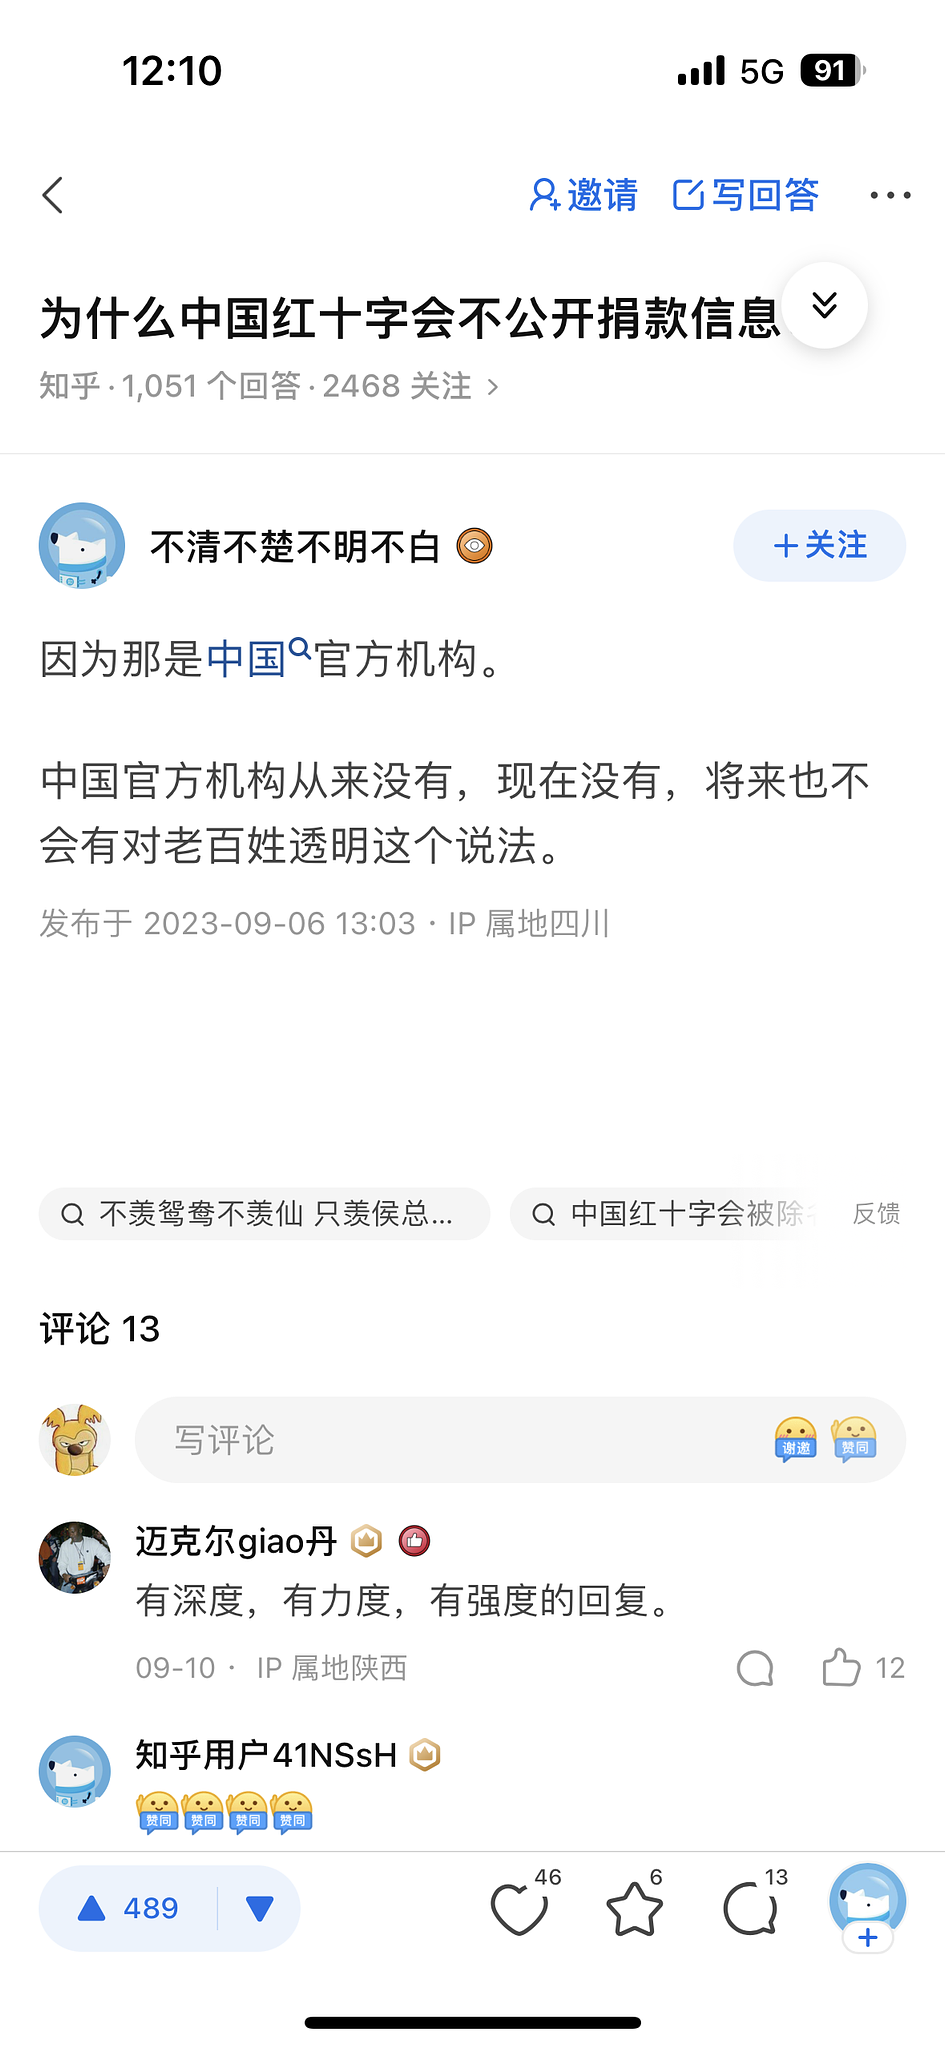 12:10
5G 91
邀请 写回答
为什么中国红十字会不公开捐款信息
知乎 · 1,051 个回答 · 2468 关注
不清不楚不明不白
关注
因为那是中国官方机构。
中国官方机构从来没有，现在没有，将来也不
会有对老百姓透明这个说法。
发布于 2023-09-06 13:03 · IP 属地四川
不羡鸳鸯不羡仙 只羡侯总... 中国红十字会被除 反馈
评论 13
写评论 谢邀 赞同
迈克尔giao丹
有深度，有力度，有强度的回复。
09-10 · IP 属地陕西 12
知乎用户41NSsH
赞同 赞同 赞同 赞同
489 46 6 13